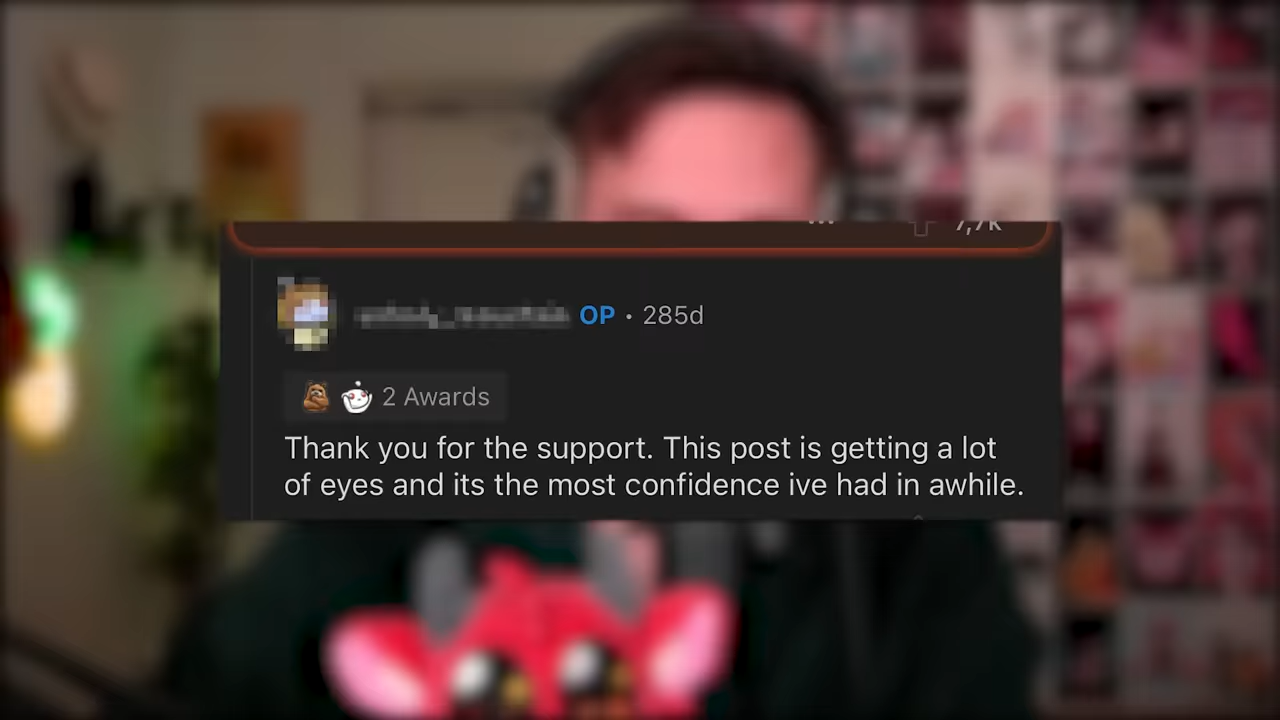 OP • 285d
2 Awards
Thank you for the support. This post is getting a lot
of eyes and its the most confidence ive had in awhile.